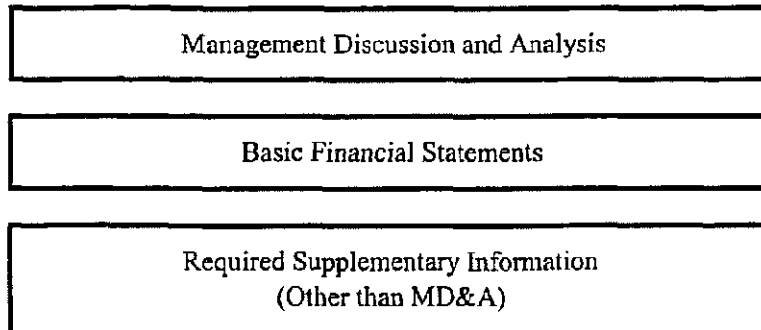 Management Discussion and Analysis
Basic Financial Statements
Required Supplementary Information
(Other than MD&A)